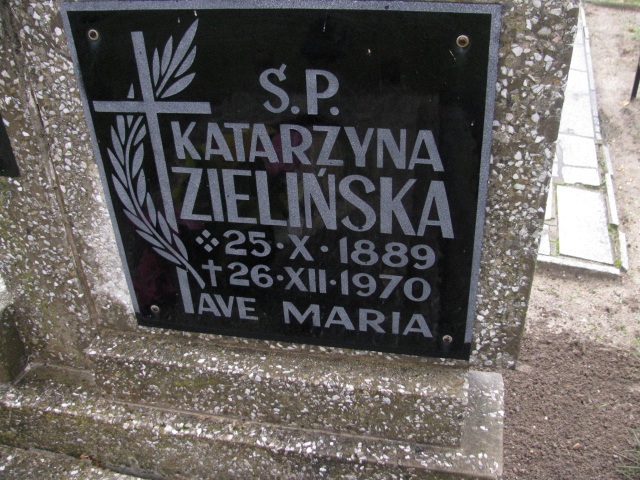 Ś.P.
KATARZYNA
ZIELIŃSKA
25·X·1889
✝26·XII·1970
AVE MARIA